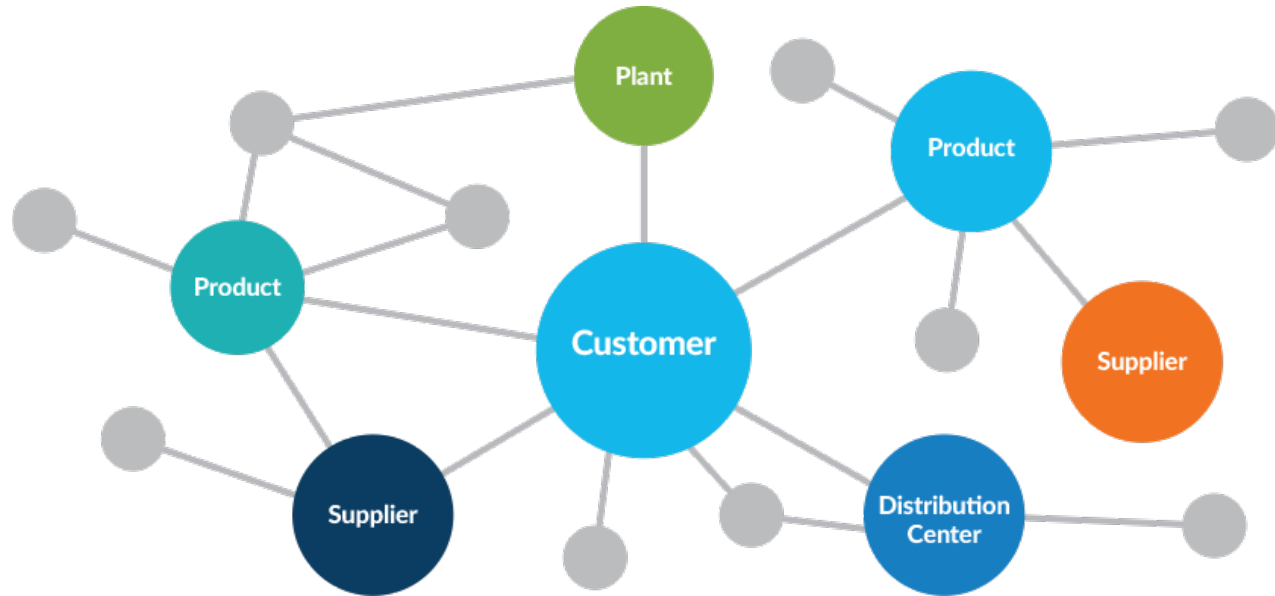 Plant
Product
Product
Customer
Supplier
Supplier
Distribution
Center